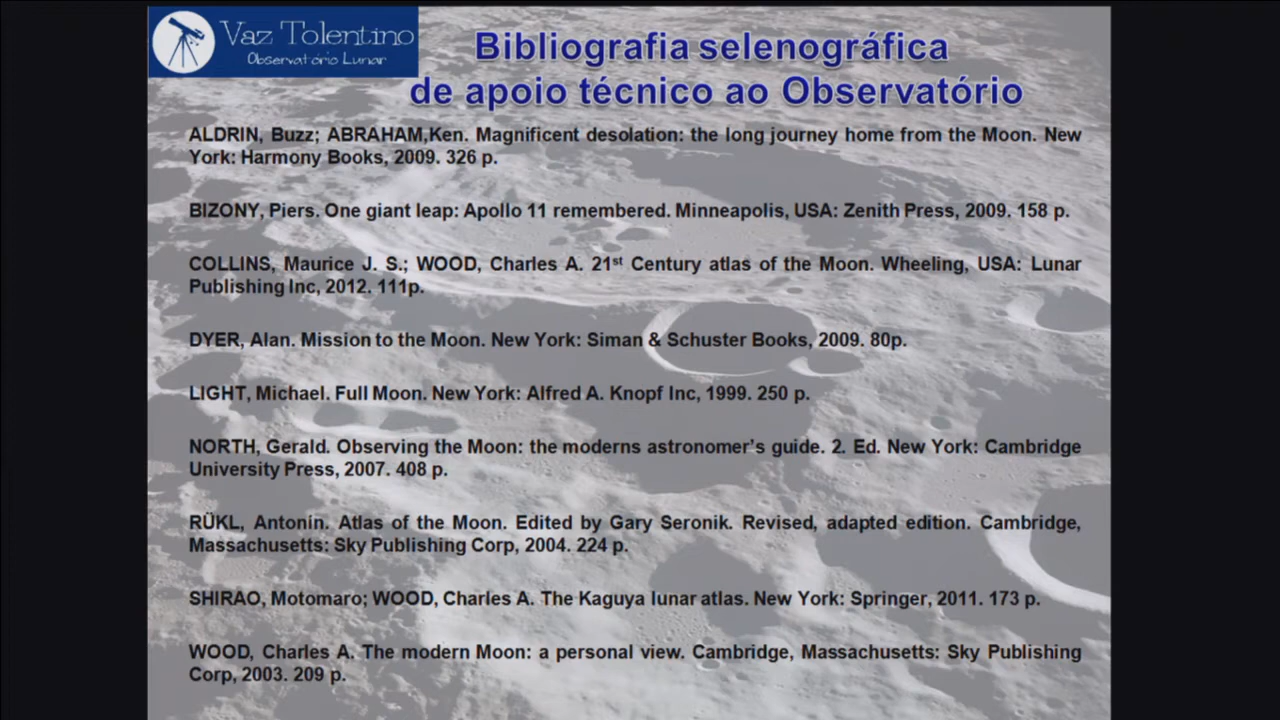 Vaz Tolentino
Observatório Lunar
Bibliografia selenográfica
de apoio técnico ao Observatório
ALDRIN, Buzz; ABRAHAM,Ken. Magnificent desolation: the long journey home from the Moon. New
York: Harmony Books, 2009. 326 p.
BIZONY, Piers. One giant leap: Apollo 11 remembered. Minneapolis, USA: Zenith Press, 2009. 158 p.
COLLINS, Maurice J. S.; WOOD, Charles A. 21st Century atlas of the Moon. Wheeling, USA: Lunar
Publishing Inc, 2012. 111p.
DYER, Alan. Mission to the Moon. New York: Siman & Schuster Books, 2009. 80p.
LIGHT, Michael. Full Moon. New York: Alfred A. Knopf Inc, 1999. 250 p.
NORTH, Gerald. Observing the Moon: the moderns astronomer's guide. 2. Ed. New York: Cambridge
University Press, 2007. 408 p.
RÜKL, Antonín. Atlas of the Moon. Edited by Gary Seronik. Revised, adapted edition. Cambridge,
Massachusetts: Sky Publishing Corp, 2004. 224 p.
SHIRAO, Motomaro; WOOD, Charles A. The Kaguya lunar atlas. New York: Springer, 2011. 173 p.
WOOD, Charles A. The modern Moon: a personal view. Cambridge, Massachusetts: Sky Publishing
Corp, 2003. 209 p.